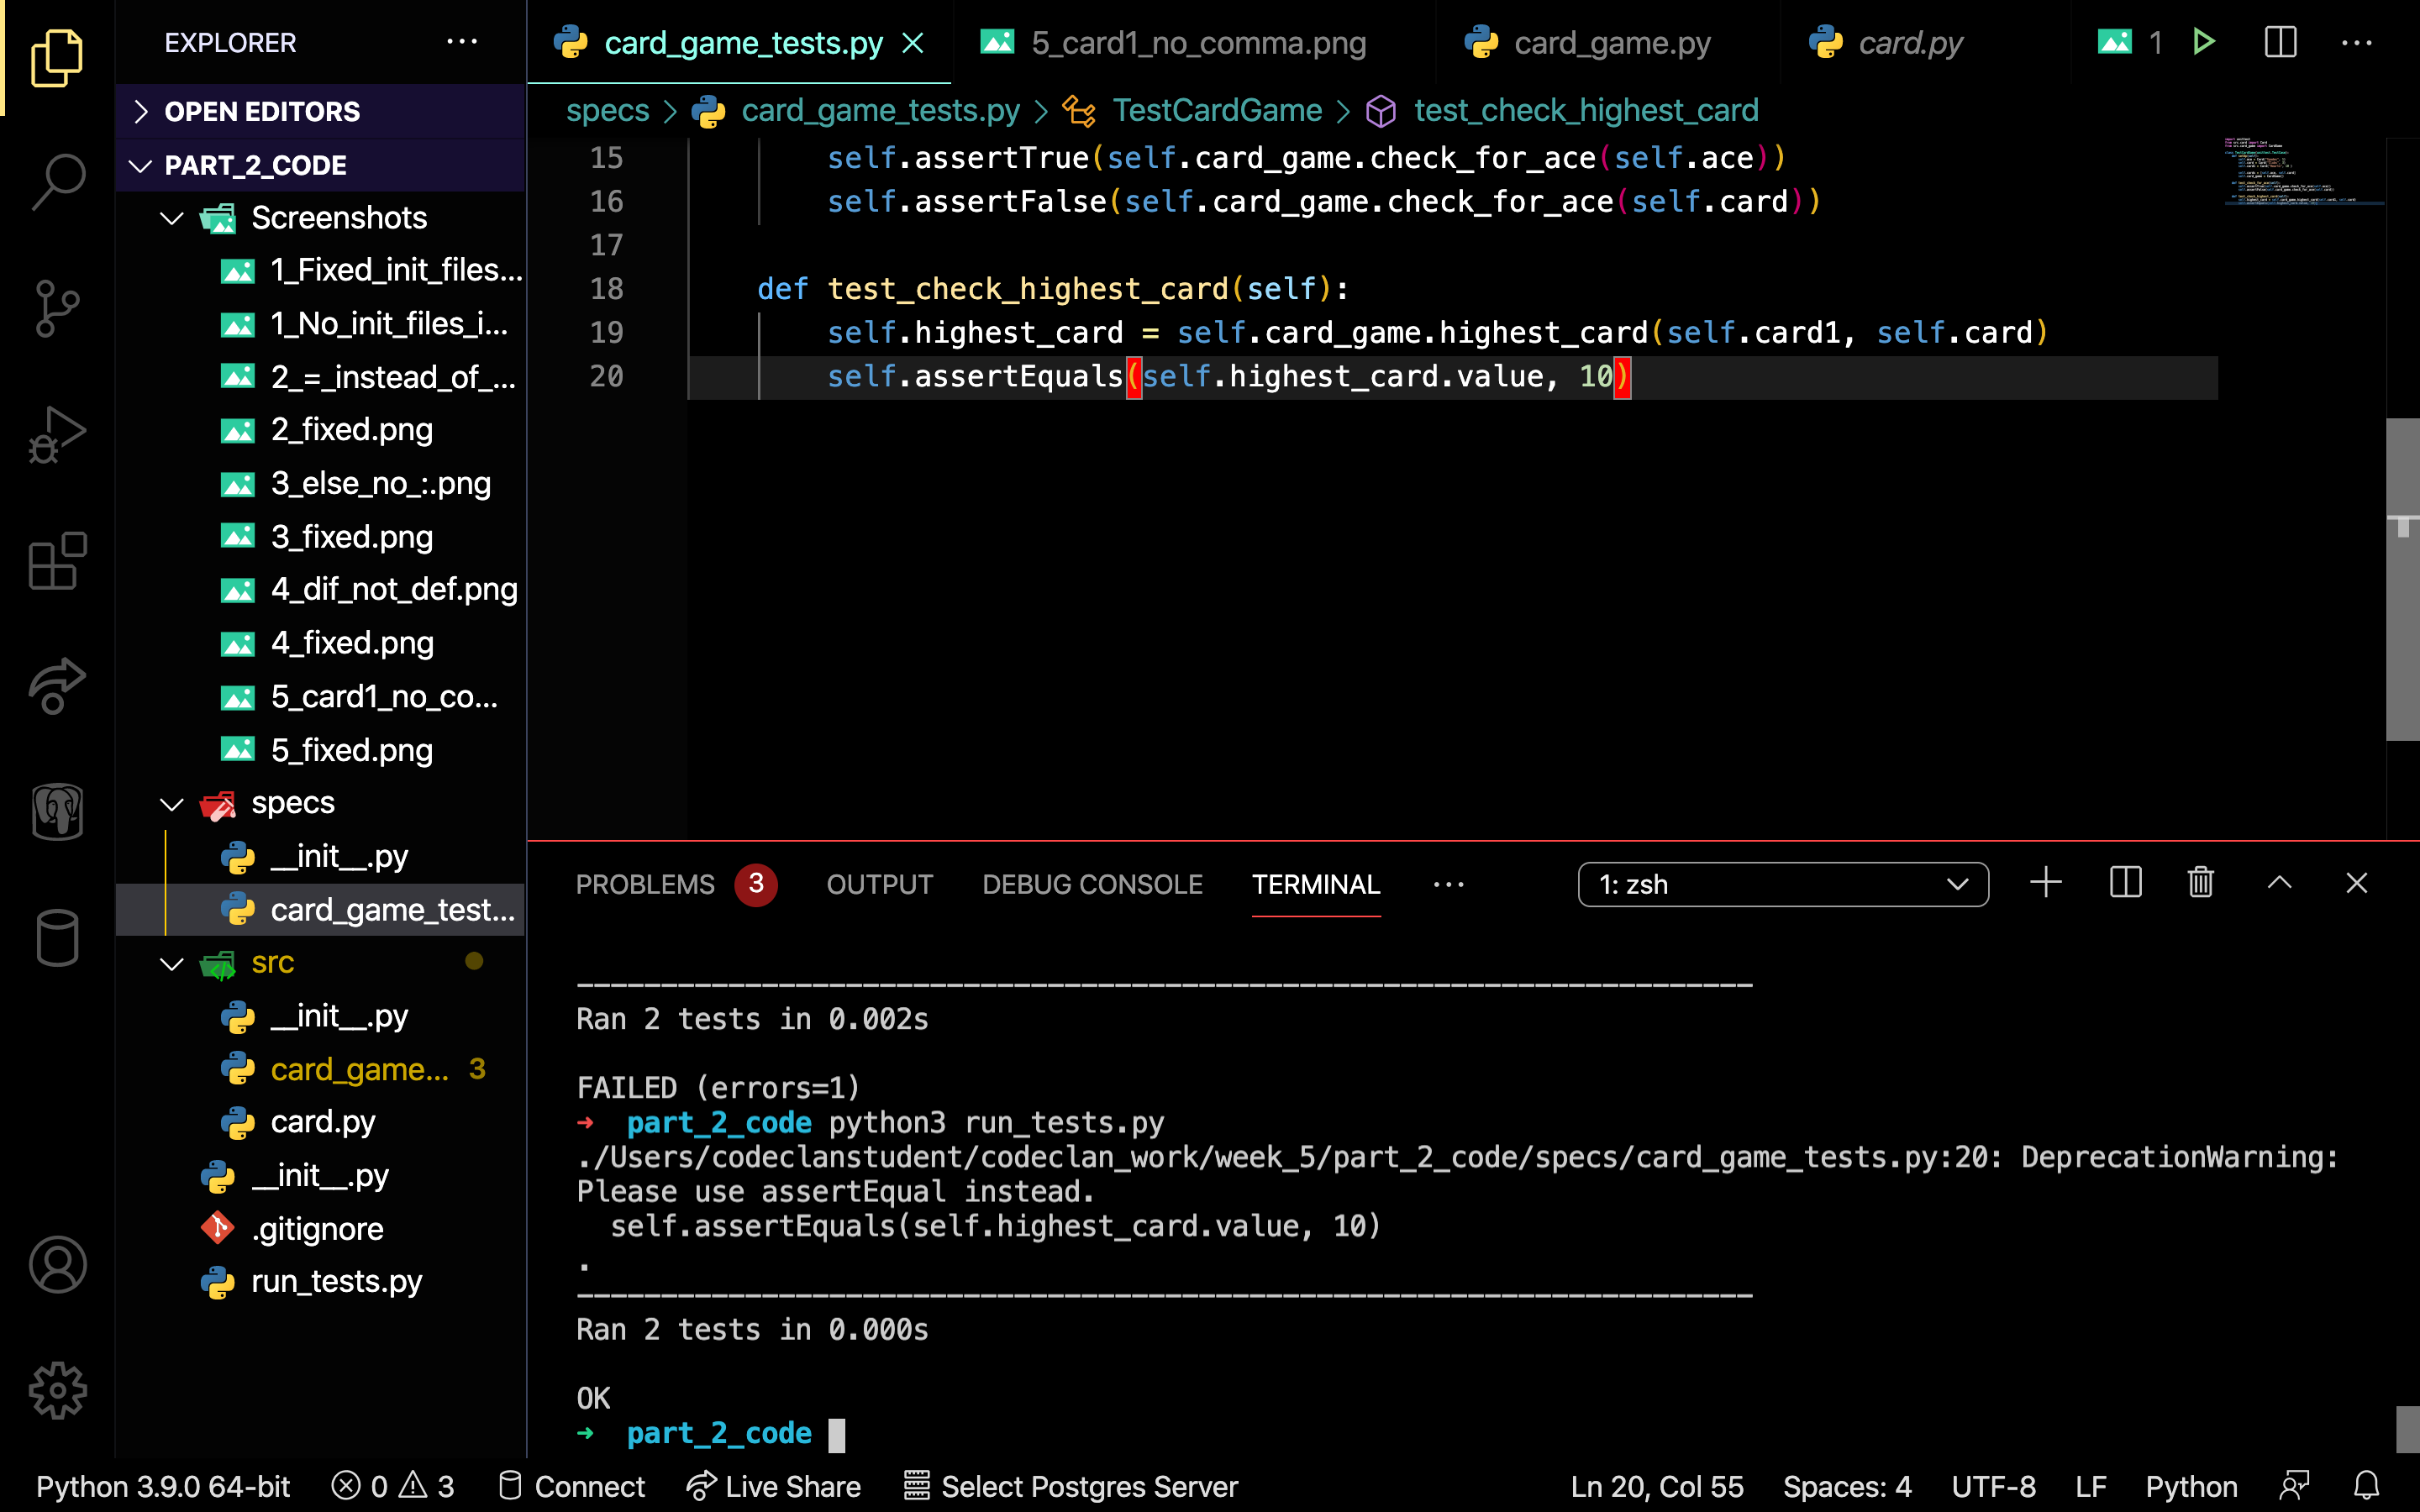 EXPLORER
OPEN EDITORS
PART_2_CODE
Screenshots
1_Fixed_init_files...
1_No_init_files_i...
2_=_instead_of_...
2_fixed.png
3_else_no_:.png
3_fixed.png
4_dif_not_def.png
4_fixed.png
5_card1_no_co...
5_fixed.png
specs
__init__.py
card_game_test...
src
__init__.py
card_game... 3
card.py
__init__.py
.gitignore
run_tests.py
card_game_tests.py 5_card1_no_comma.png card_game.py card.py 1
specs > card_game_tests.py > TestCardGame > test_check_highest_card
15 self.assertTrue(self.card_game.check_for_ace(self.ace))
16 self.assertFalse(self.card_game.check_for_ace(self.card))
17
18 def test_check_highest_card(self):
19 self.highest_card = self.card_game.highest_card(self.card1, self.card)
20 self.assertEquals(self.highest_card.value, 10)
PROBLEMS 3 OUTPUT DEBUG CONSOLE TERMINAL ... 1: zsh
----------------------------------------------------------------------
Ran 2 tests in 0.002s
FAILED (errors=1)
➜ part_2_code python3 run_tests.py
./Users/codeclanstudent/codeclan_work/week_5/part_2_code/specs/card_game_tests.py:20: DeprecationWarning:
Please use assertEqual instead.
self.assertEquals(self.highest_card.value, 10)
.
----------------------------------------------------------------------
Ran 2 tests in 0.000s
OK
➜ part_2_code
Python 3.9.0 64-bit 0 3 Connect Live Share Select Postgres Server Ln 20, Col 55 Spaces: 4 UTF-8 LF Python